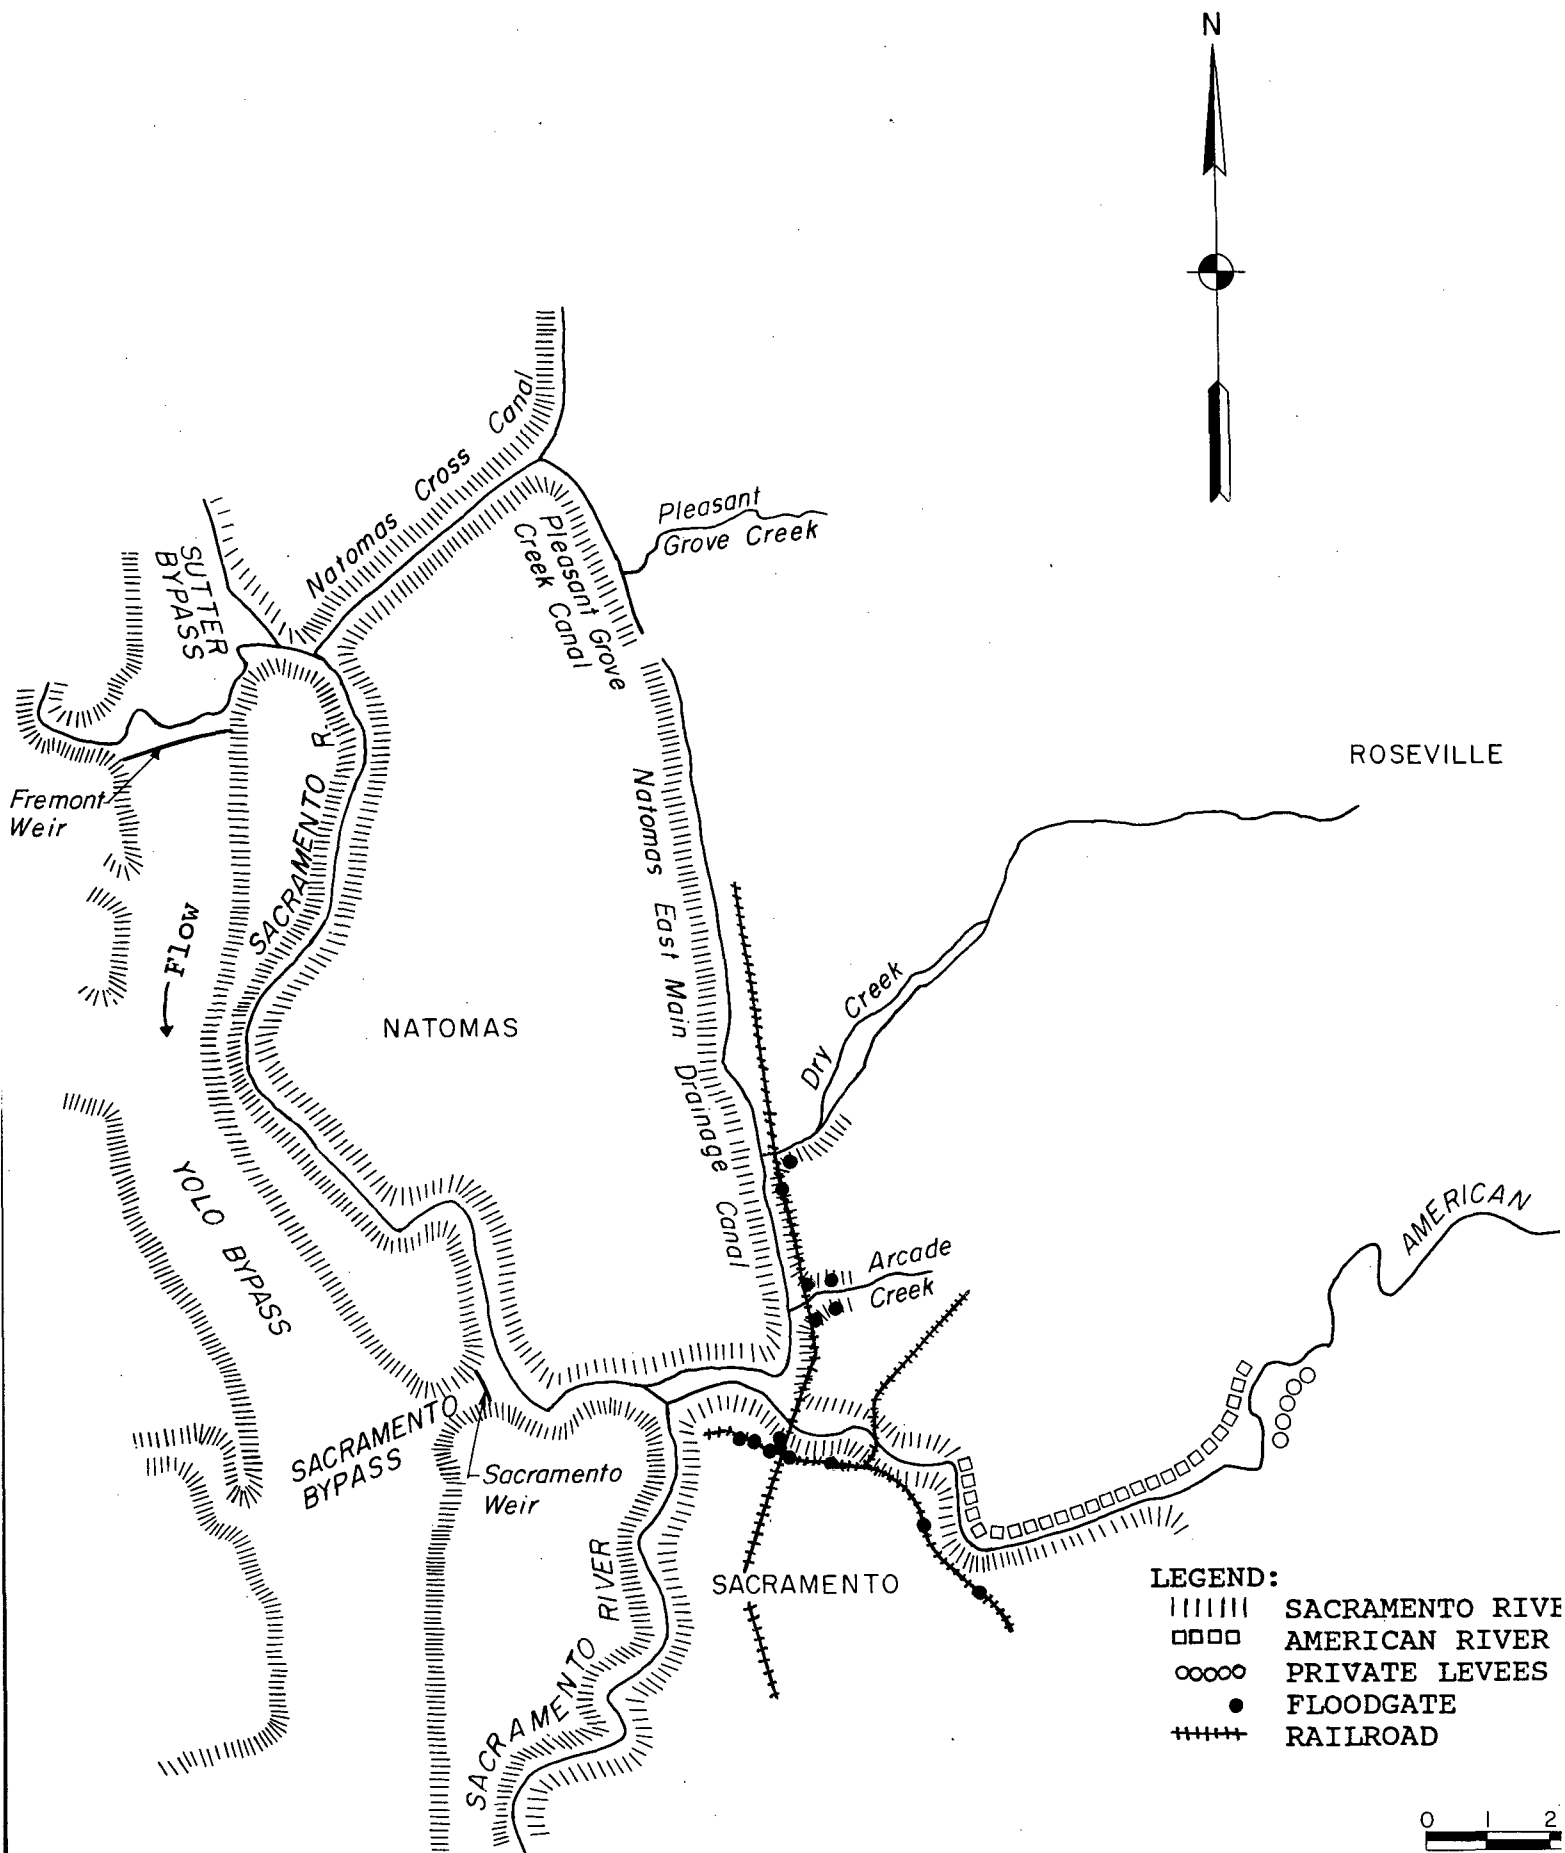 N
Natomas Cross Canal
Pleasant
Grove Creek
Pleasant Grove
Creek Canal
SUTTER
BYPASS
SACRAMENTO R.
Fremont
Weir
ROSEVILLE
Natomas East Main Drainage Canal
Flow
NATOMAS
Dry Creek
YOLO BYPASS
Arcade
Creek
AMERICAN
SACRAMENTO
BYPASS
Sacramento
Weir
SACRAMENTO RIVER
SACRAMENTO
LEGEND:
SACRAMENTO RIVE
AMERICAN RIVER
PRIVATE LEVEES
FLOODGATE
RAILROAD
0 1 2